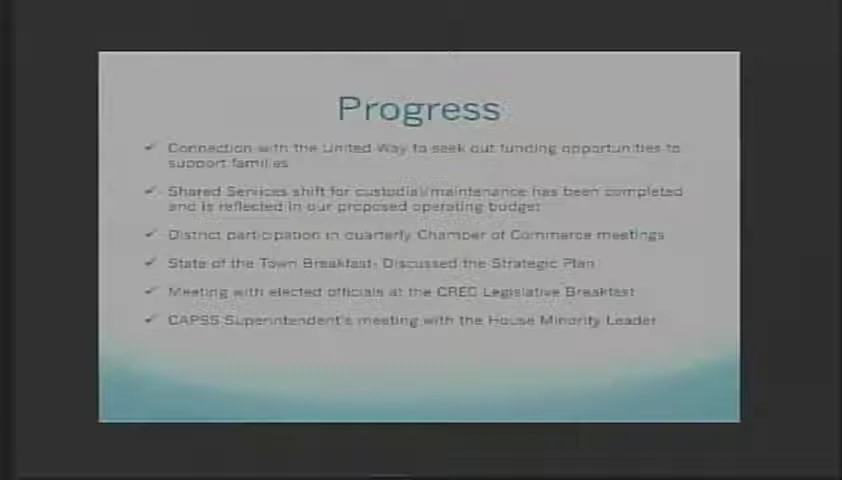 Progress
✓ Connection with the United Way to seek out funding opportunities to
support families
✓ Shared Services shift for custodial/maintenance has been completed
and is reflected in our proposed operating budget
✓ District participation in quarterly Chamber of Commerce meetings
✓ State of the Town Breakfast- Discussed the Strategic Plan
✓ Meeting with elected officials at the CREC Legislative Breakfast
✓ CAPSS Superintendent's meeting with the House Minority Leader